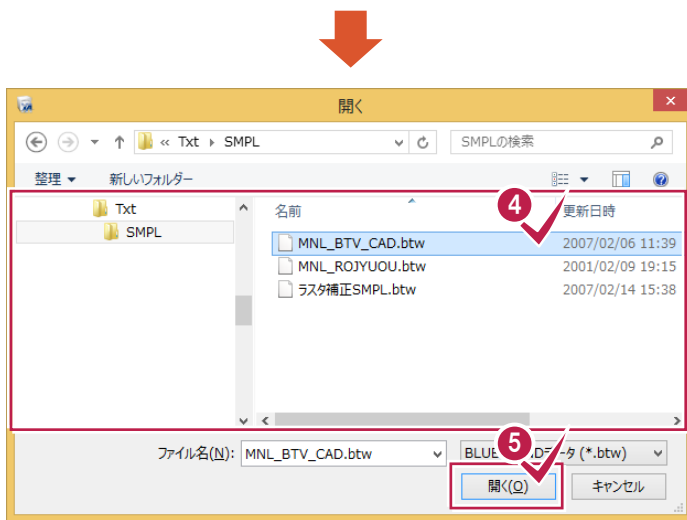 開く
« Txt ▸ SMPL
SMPLの検索
整理 新しいフォルダー
Txt
SMPL
名前 4 更新日時
MNL_BTV_CAD.btw 2007/02/06 11:39
MNL_ROJYUOU.btw 2001/02/09 19:15
ラスタ補正SMPL.btw 2007/02/14 15:38
ファイル名(N): MNL_BTV_CAD.btw
5
(*.btw)
開く(O) キャンセル